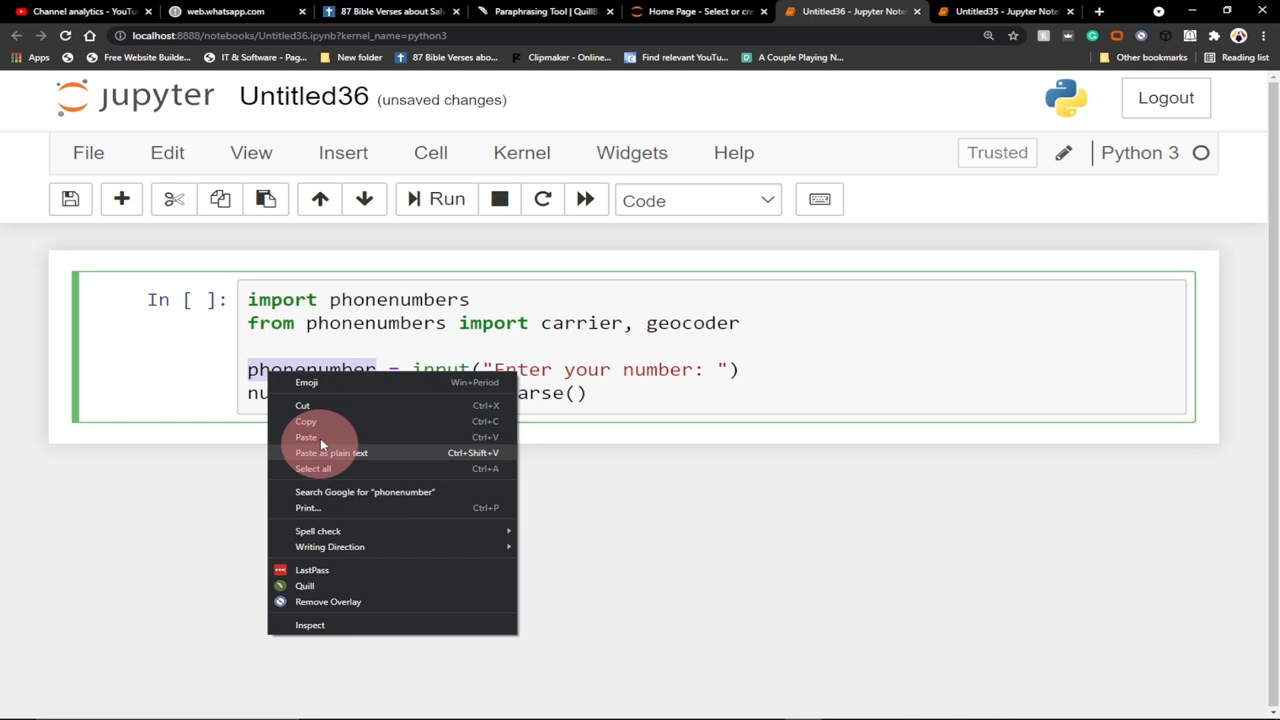 Channel analytics - YouTu
web.whatsapp.com
87 Bible Verses about Sal
Paraphrasing Tool | QuillB
Home Page - Select or cre
Untitled36 - Jupyter Note
Untitled35 - Jupyter Note
localhost:8888/notebooks/Untitled36.ipynb?kernel_name=python3
Apps
Free Website Builde...
IT & Software - Pag...
New folder
87 Bible Verses abo...
Clipmaker - Online...
Find relevant YouTu...
A Couple Playing N...
Other bookmarks
Reading list
jupyter Untitled36 (unsaved changes)
Logout
File Edit View Insert Cell Kernel Widgets Help
Trusted
Python 3
Run
Code
In [ ]:
import phonenumbers
from phonenumbers import carrier, geocoder
phonenumber = input("Enter your number: ")
nu
arse()
Emoji Win+Period
Cut Ctrl+X
Copy Ctrl+C
Paste Ctrl+V
Paste as plain text Ctrl+Shift+V
Select all Ctrl+A
Search Google for "phonenumber"
Print... Ctrl+P
Spell check
Writing Direction
LastPass
Quill
Remove Overlay
Inspect